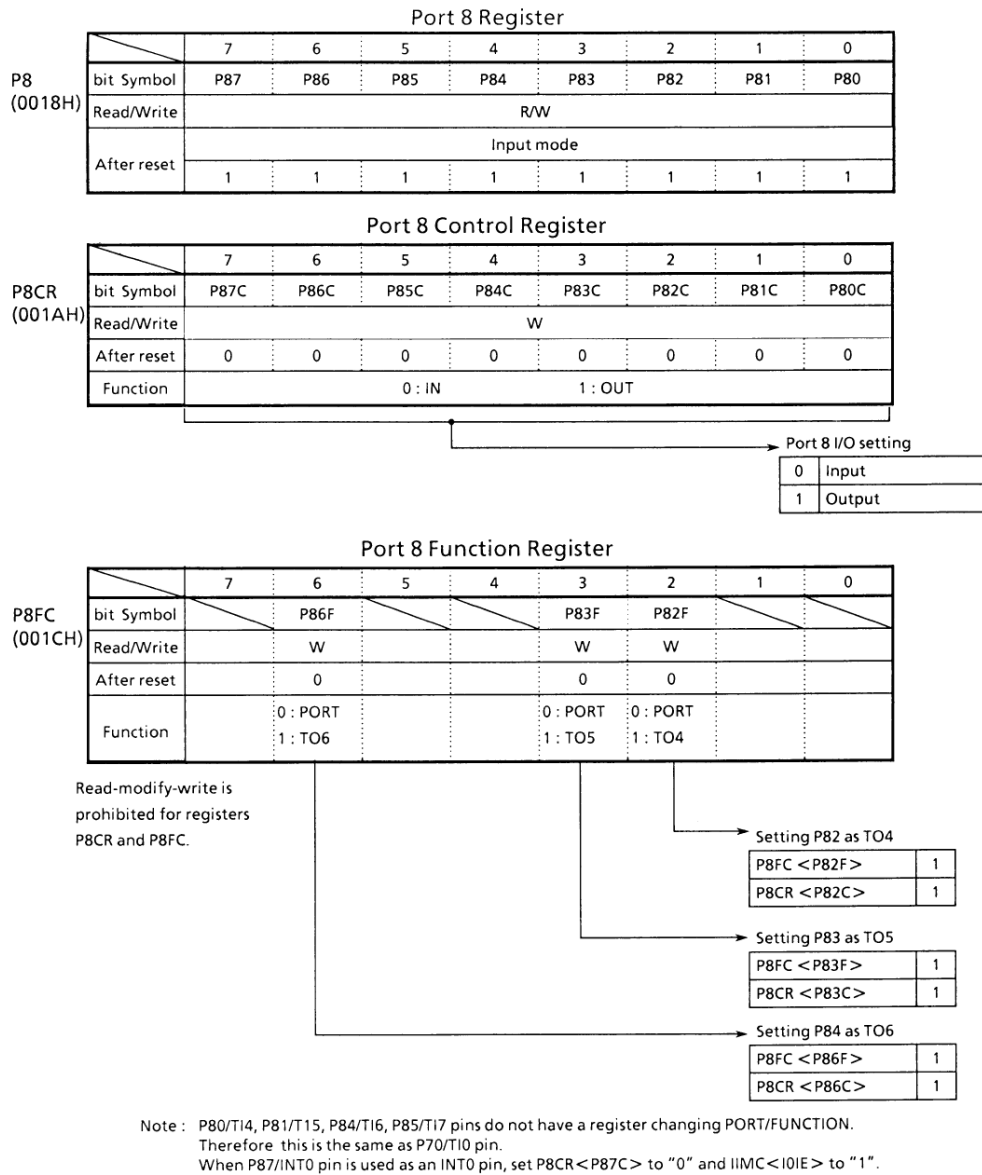 Port 8 Register
7 6 5 4 3 2 1 0
P8
(0018H)
bit Symbol P87 P86 P85 P84 P83 P82 P81 P80
Read/Write R/W
After reset Input mode
1 1 1 1 1 1 1 1
Port 8 Control Register
7 6 5 4 3 2 1 0
P8CR
(001AH)
bit Symbol P87C P86C P85C P84C P83C P82C P81C P80C
Read/Write W
After reset 0 0 0 0 0 0 0 0
Function 0 : IN 1 : OUT
Port 8 I/O setting
0 Input
1 Output
Port 8 Function Register
7 6 5 4 3 2 1 0
P8FC
(001CH)
bit Symbol P86F P83F P82F
Read/Write W W W
After reset 0 0 0
Function 0 : PORT 0 : PORT 0 : PORT
1 : TO6 1 : TO5 1 : TO4
Read-modify-write is
prohibited for registers
P8CR and P8FC.
Setting P82 as TO4
P8FC <P82F> 1
P8CR <P82C> 1
Setting P83 as TO5
P8FC <P83F> 1
P8CR <P83C> 1
Setting P84 as TO6
P8FC <P86F> 1
P8CR <P86C> 1
Note : P80/TI4, P81/T15, P84/TI6, P85/TI7 pins do not have a register changing PORT/FUNCTION.
Therefore this is the same as P70/TI0 pin.
When P87/INT0 pin is used as an INT0 pin, set P8CR<P87C> to "0" and IIMC<I0IE> to "1".